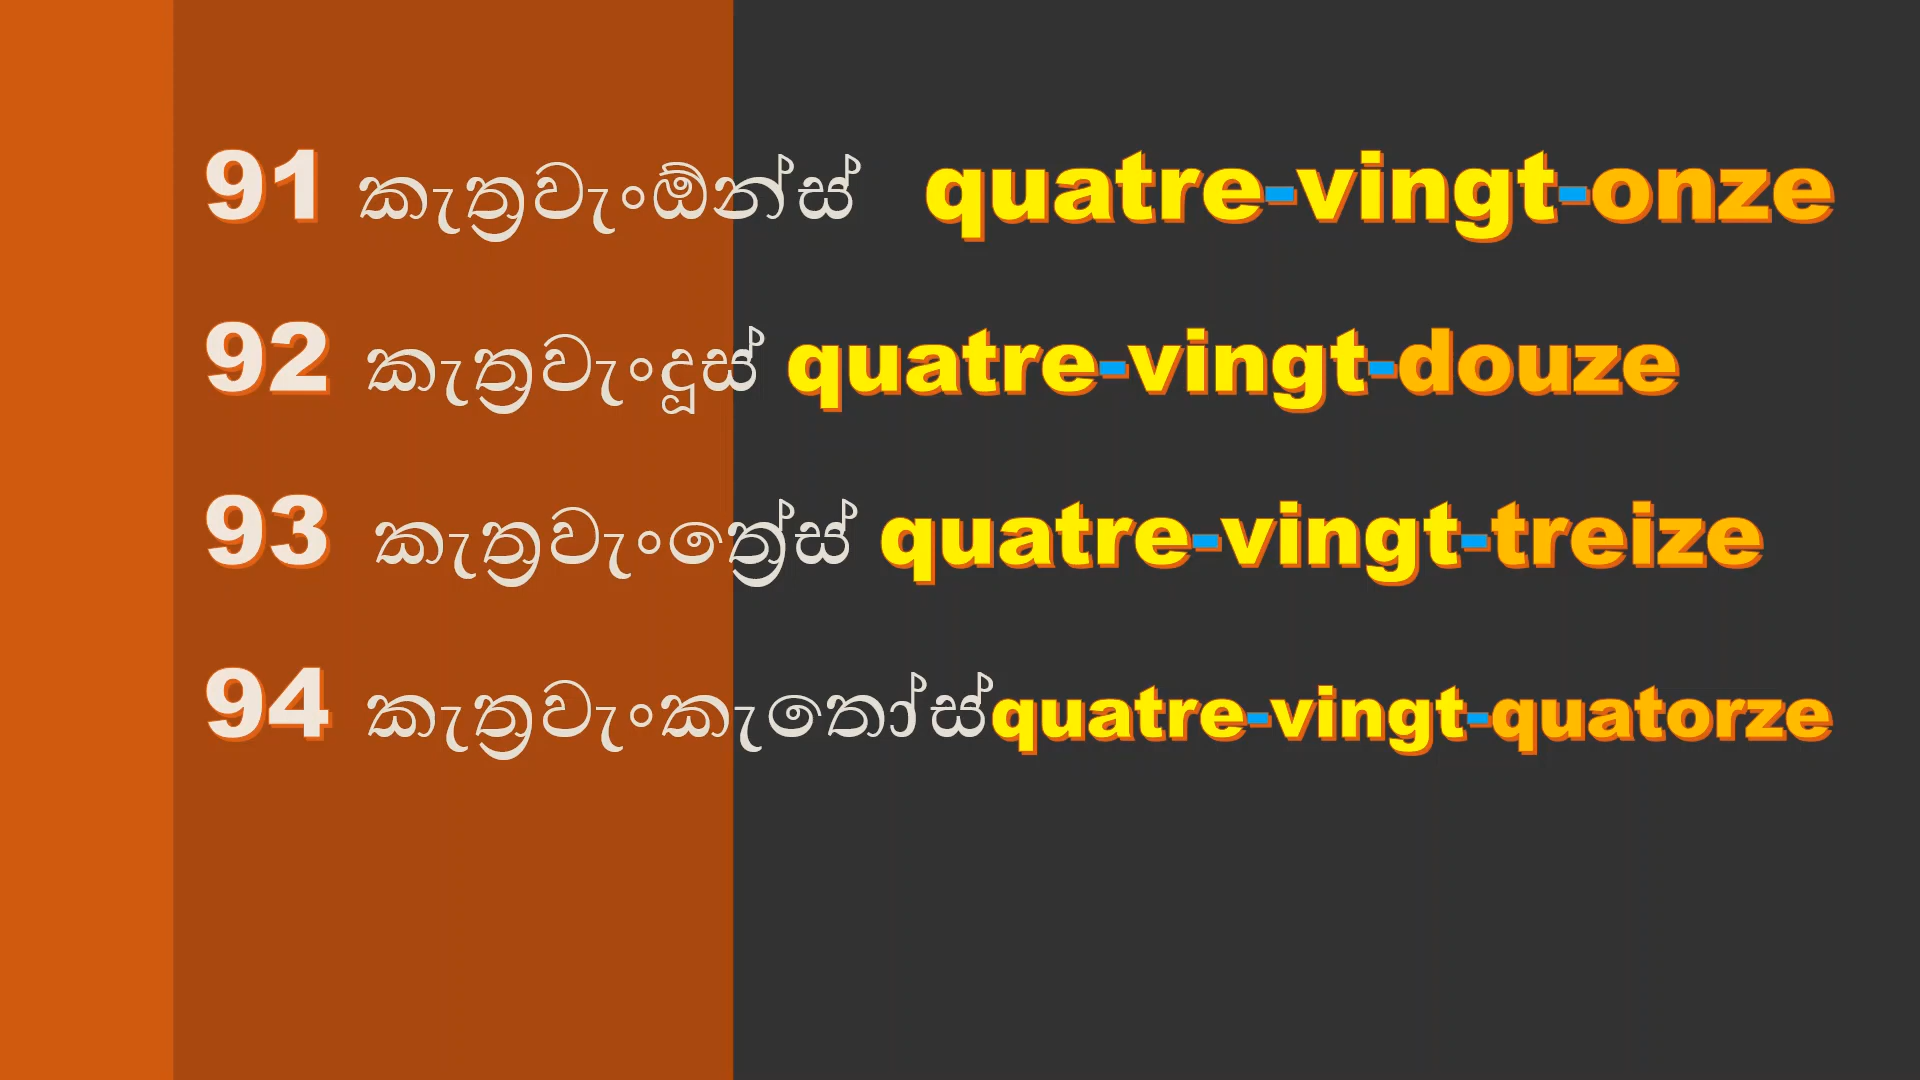 91 කැත්‍රවැංඕන්ස් quatre-vingt-onze
92 කැත්‍රවැංදූස් quatre-vingt-douze
93 කැත්‍රවැංත්‍රේස් quatre-vingt-treize
94 කැත්‍රවැංකැතෝස් quatre-vingt-quatorze